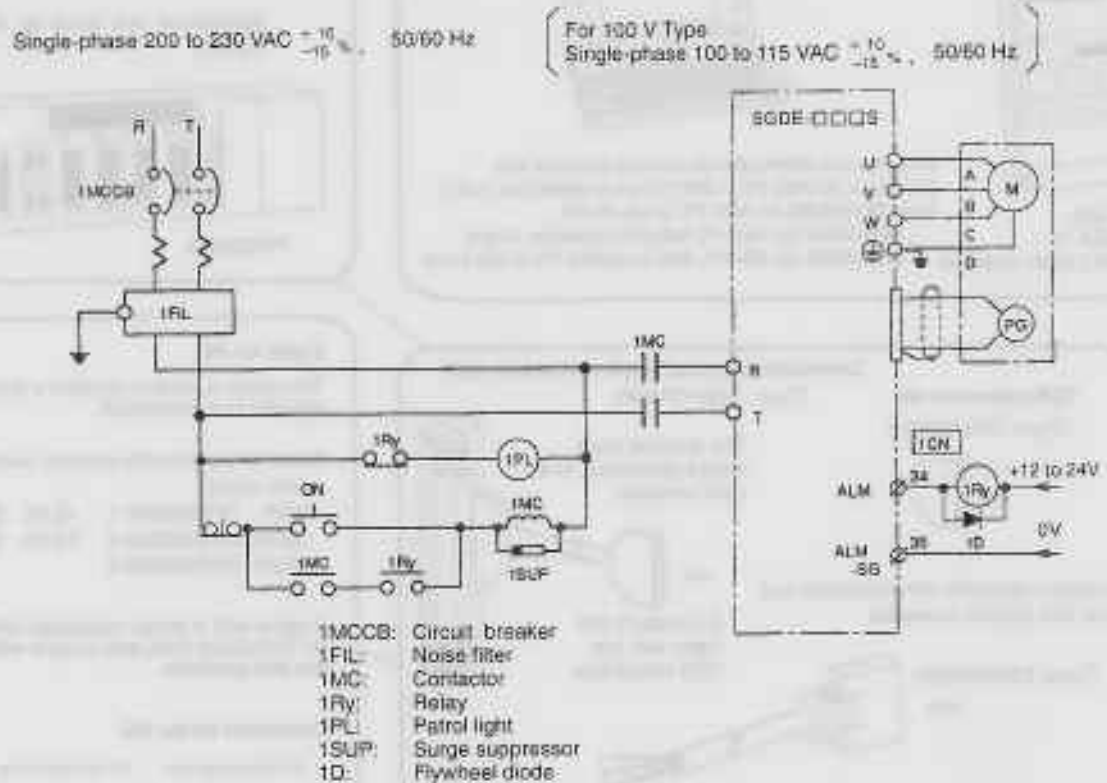 Single-phase 200 to 230 VAC +10 -15 %, 50/60 Hz
For 100 V Type
Single-phase 100 to 115 VAC +10 -15 %, 50/60 Hz
SGDE-□□□S
R T
1MCCB
1FIL
U
V
W
A
B
C
D
M
PG
1MC
R
T
1Ry
1PL
ON
1MC
1SUP
1MC
1Ry
1CN
ALM
34
1Ry
+12 to 24V
1D
ALM
-SG
35
0V
1MCCB: Circuit breaker
1FIL: Noise filter
1MC: Contactor
1Ry: Relay
1PL: Patrol light
1SUP: Surge suppressor
1D: Flywheel diode